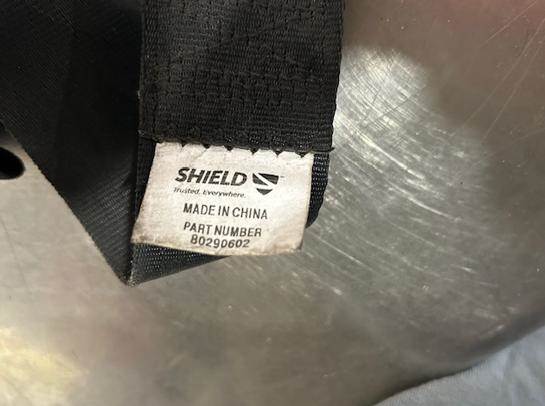 SHIELD
Trusted. Everywhere.
MADE IN CHINA
PART NUMBER
80290602